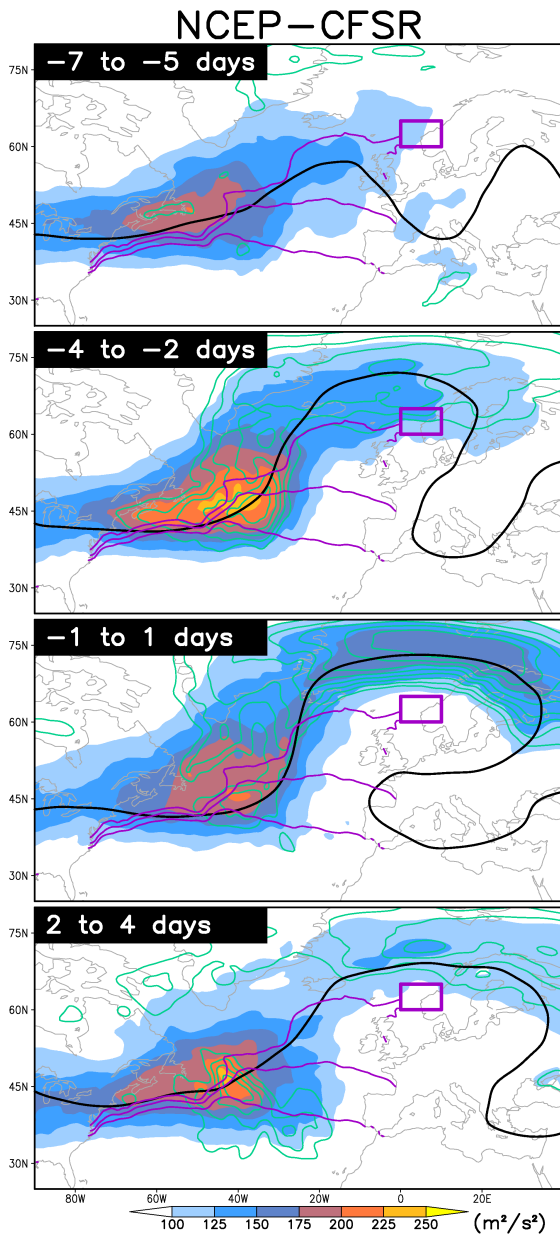 NCEP−CFSR
−7 to −5 days
75N
60N
45N
30N
−4 to −2 days
75N
60N
45N
30N
−1 to 1 days
75N
60N
45N
30N
2 to 4 days
75N
60N
45N
30N
80W 60W 40W 20W 0 20E
100 125 150 175 200 225 250 (m²/s²)